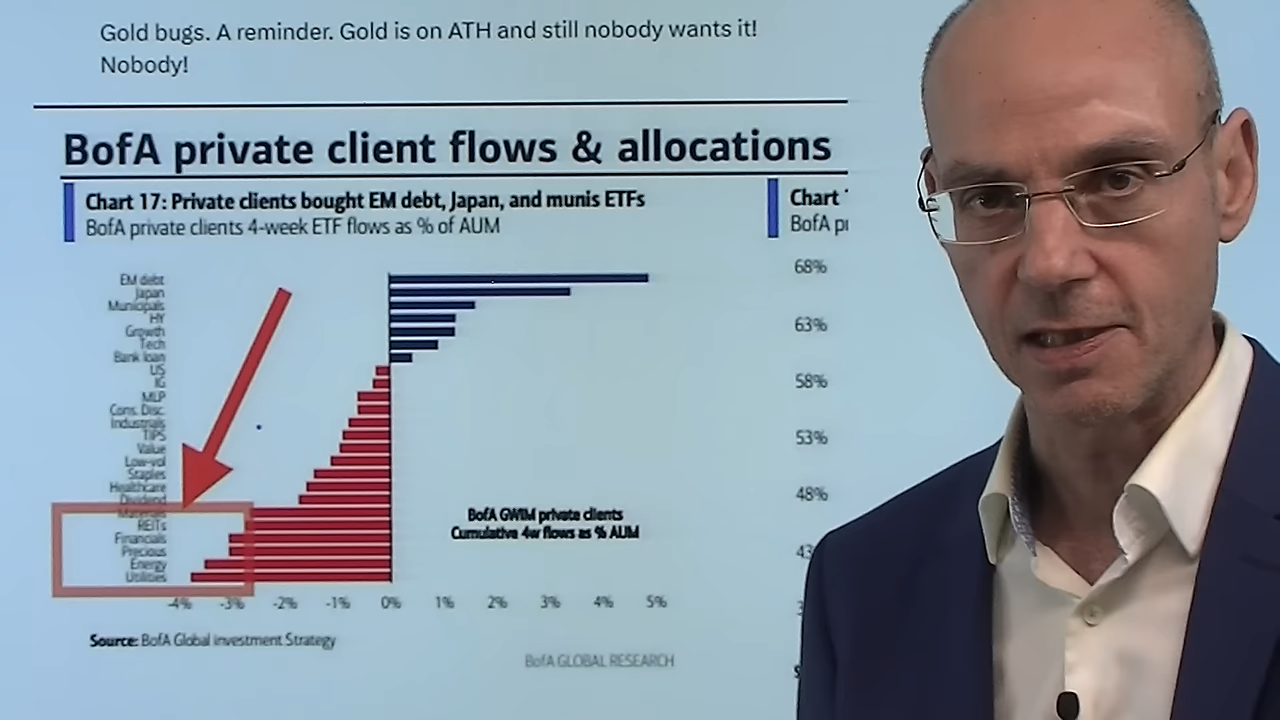 Gold bugs. A reminder. Gold is on ATH and still nobody wants it!
Nobody!
BofA private client flows & allocations
Chart 17: Private clients bought EM debt, Japan, and munis ETFs
BofA private clients 4-week ETF flows as % of AUM
EM debt
Japan
Municipals
HY
Growth
Tech
Bank loan
US
IG
MLP
Cons. Disc.
Industrials
TIPS
Value
Low-vol
Staples
Healthcare
Dividend
Materials
REITs
Financials
Precious
Energy
Utilities
BofA GWIM private clients
Cumulative 4w flows as % AUM
-4% -3% -2% -1% 0% 1% 2% 3% 4% 5%
Source: BofA Global Investment Strategy
BofA GLOBAL RESEARCH
Chart
BofA
68%
63%
58%
53%
48%
43